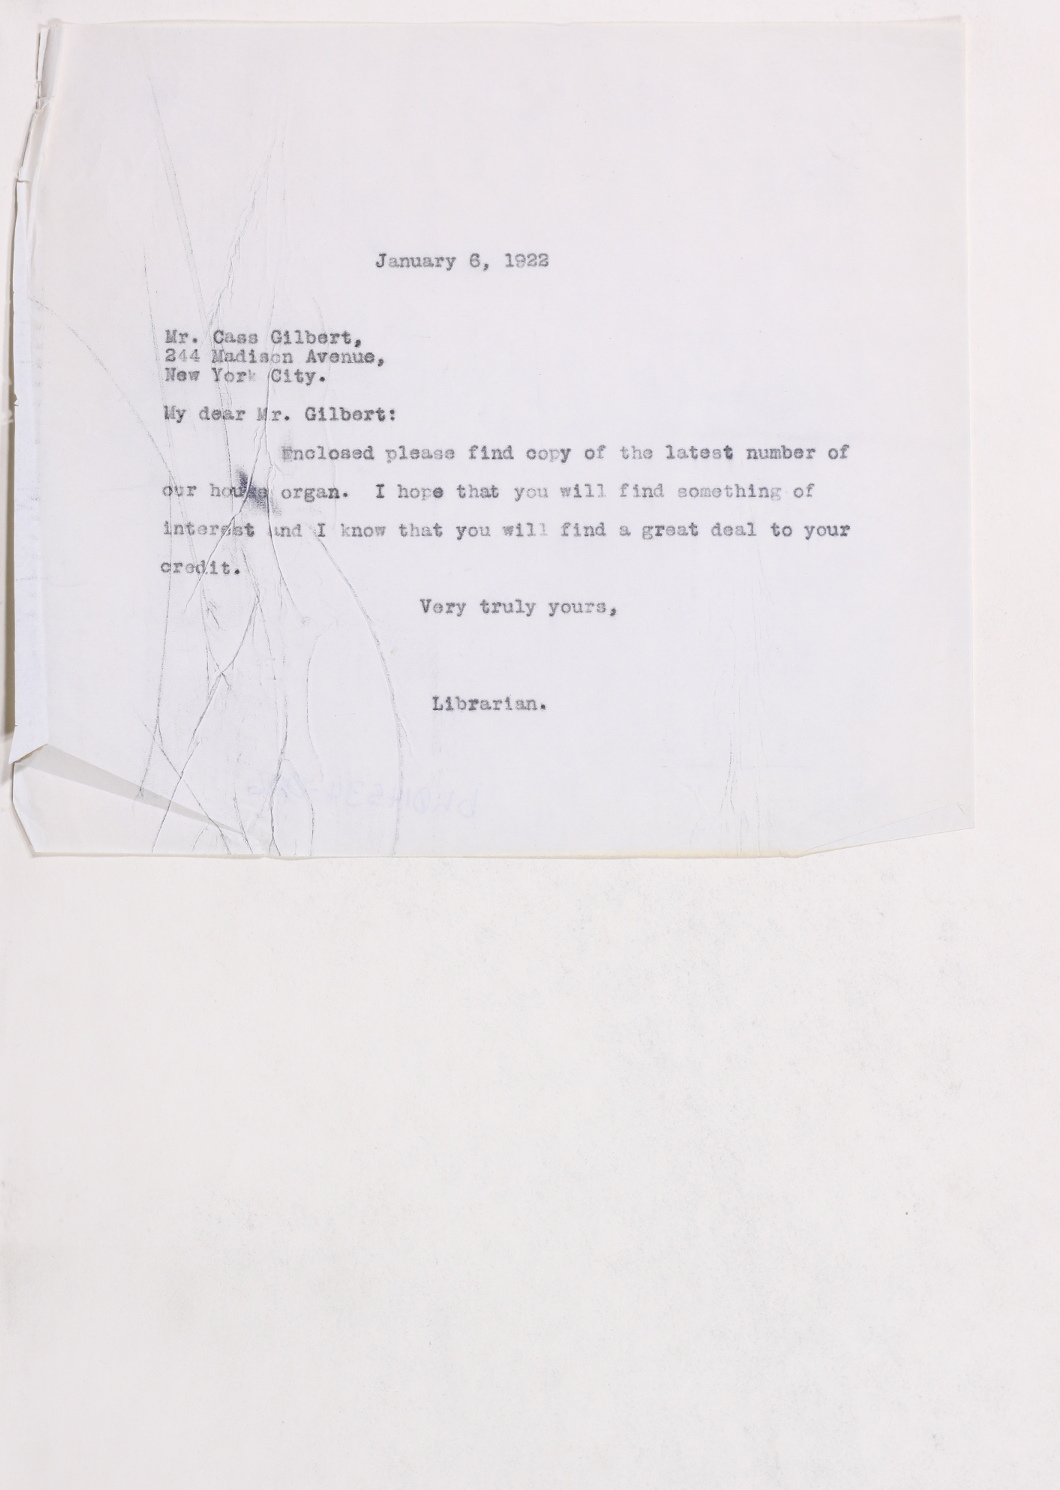 January 6, 1922
Mr. Cass Gilbert,
244 Madison Avenue,
New York City.
My dear Mr. Gilbert:
Enclosed please find copy of the latest number of
our house organ. I hope that you will find something of
interest and I know that you will find a great deal to your
credit.
Very truly yours,
Librarian.